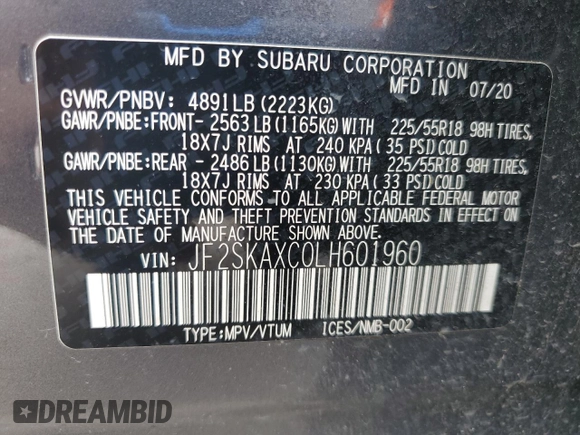 MFD BY SUBARU CORPORATION
MFD IN 07/20
GVWR/PNBV: 4891LB (2223KG)
GAWR/PNBE:FRONT- 2563LB (1165KG) WITH 225/55R18 98H TIRES,
18X7J RIMS AT 240 KPA ( 35 PSI) COLD
GAWR/PNBE:REAR - 2486LB (1130KG) WITH 225/55R18 98H TIRES,
18X7J RIMS AT 230 KPA ( 33 PSI) COLD
THIS VEHICLE CONFORMS TO ALL APPLICABLE FEDERAL MOTOR
VEHICLE SAFETY AND THEFT PREVENTION STANDARDS IN EFFECT ON
THE DATE OF MANUFACTURE SHOWN ABOVE.
VIN: JF2SKAXC0LH601960
TYPE:MPV/VTUM ICES/NMB-002
DREAMBID